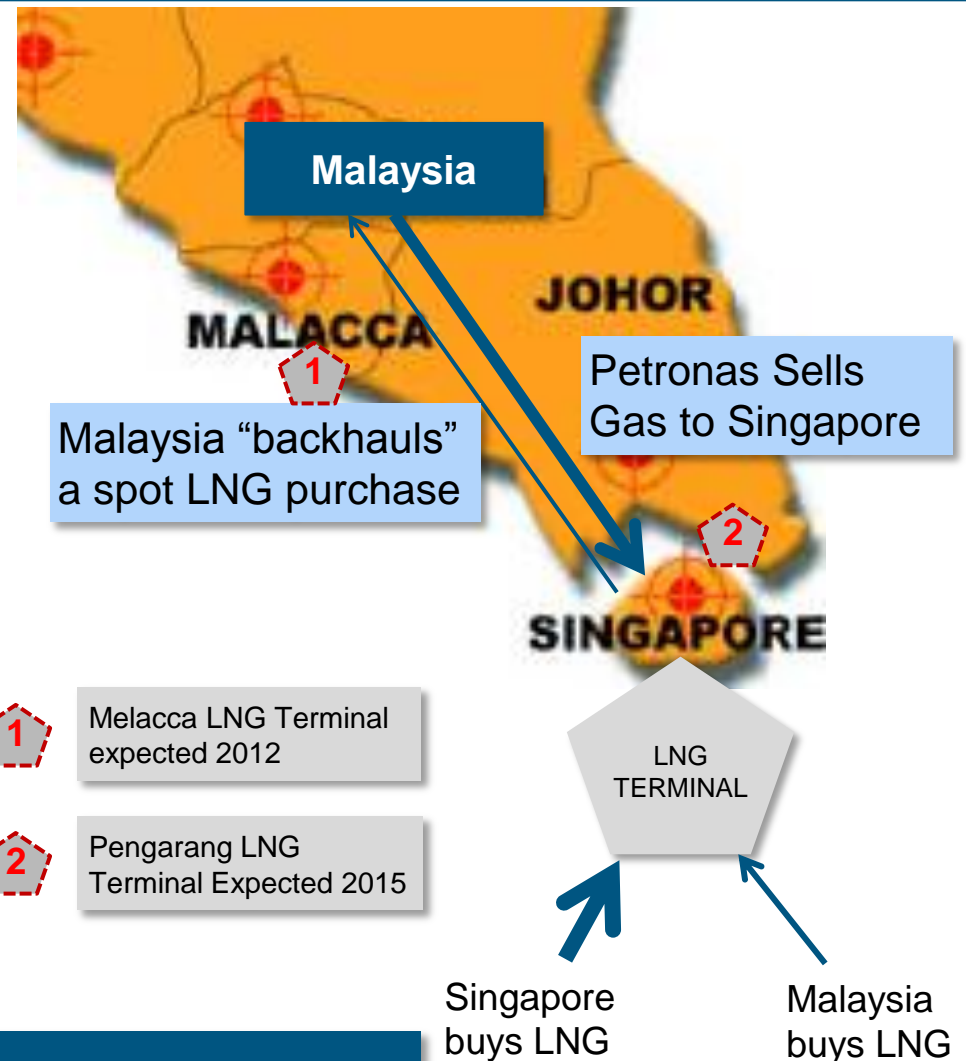 Malaysia
JOHOR
MALACCA
1
Petronas Sells
Gas to Singapore
Malaysia “backhauls”
a spot LNG purchase
2
SINGAPORE
1
Melacca LNG Terminal
expected 2012
LNG
TERMINAL
2
Pengarang LNG
Terminal Expected 2015
Singapore
buys LNG
Malaysia
buys LNG